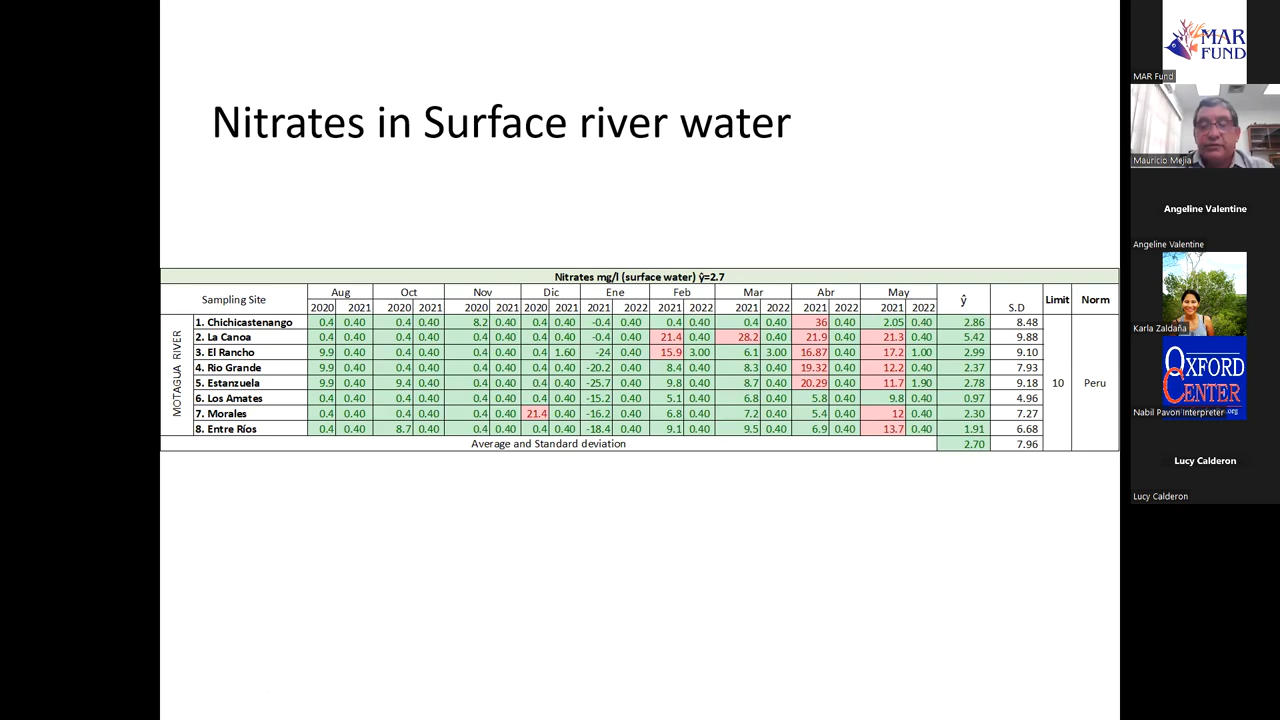 Nitrates in Surface river water
Nitrates mg/l (surface water) ŷ=2.7
Sampling Site Aug Oct Nov Dic Ene Feb Mar Abr May ŷ S.D Limit Norm
2020 2021 2020 2021 2020 2021 2020 2021 2021 2022 2021 2022 2021 2022 2021 2022 2021 2022
MOTAGUA RIVER
1. Chichicastenango 0.4 0.40 0.4 0.40 8.2 0.40 0.4 0.40 -0.4 0.40 0.4 0.40 0.4 0.40 36 0.40 2.05 0.40 2.86 8.48
2. La Canoa 0.4 0.40 0.4 0.40 0.4 0.40 0.4 0.40 -0.4 0.40 21.4 0.40 28.2 0.40 21.9 0.40 21.3 0.40 5.42 9.88
3. El Rancho 9.9 0.40 0.4 0.40 0.4 0.40 0.4 1.60 -24 0.40 15.9 3.00 6.1 3.00 16.87 0.40 17.2 1.00 2.99 9.10
4. Rio Grande 9.9 0.40 0.4 0.40 0.4 0.40 0.4 0.40 -20.2 0.40 8.4 0.40 8.3 0.40 19.32 0.40 12.2 0.40 2.37 7.93
5. Estanzuela 9.9 0.40 9.4 0.40 0.4 0.40 0.4 0.40 -25.7 0.40 9.8 0.40 8.7 0.40 20.29 0.40 11.7 1.90 2.78 9.18 10 Peru
6. Los Amates 0.4 0.40 0.4 0.40 0.4 0.40 0.4 0.40 -15.2 0.40 5.1 0.40 6.8 0.40 5.8 0.40 9.8 0.40 0.97 4.96
7. Morales 0.4 0.40 0.4 0.40 0.4 0.40 21.4 0.40 -16.2 0.40 6.8 0.40 7.2 0.40 5.4 0.40 12 0.40 2.30 7.27
8. Entre Ríos 0.4 0.40 8.7 0.40 0.4 0.40 0.4 0.40 -18.4 0.40 9.1 0.40 9.5 0.40 6.9 0.40 13.7 0.40 1.91 6.68
Average and Standard deviation 2.70 7.96
MAR
FUND
MAR Fund
Mauricio Mejia
Angeline Valentine
Angeline Valentine
Karla Zaldaña
OXFORD
CENTER
.org
Nabil Pavon Interpreter
Lucy Calderon
Lucy Calderon